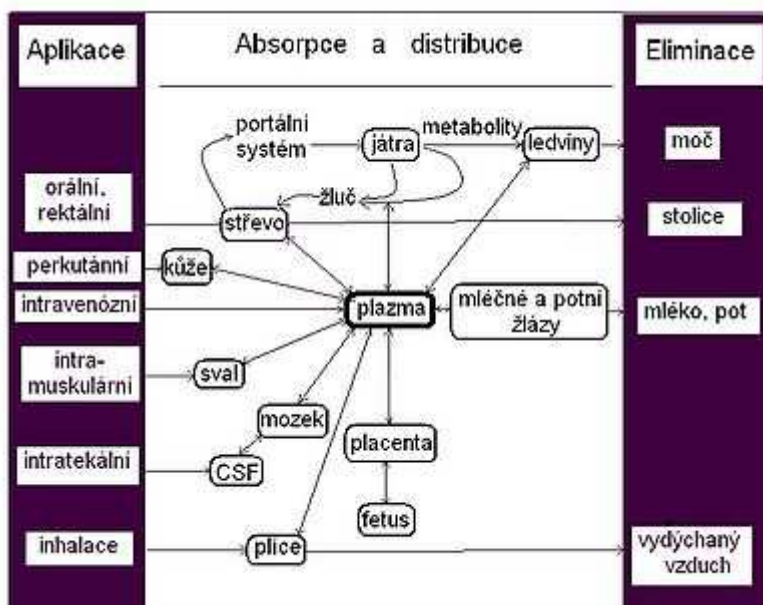 Aplikace
Absorpce a distribuce
Eliminace
portální
systém
játra
metabolity
ledviny
moč
orální,
rektální
žluč
střevo
stolice
perkutánní
kůže
intravenózní
plazma
mléčné a potní
žlázy
mléko, pot
intra-
muskulární
sval
mozek
placenta
intratekální
CSF
fetus
inhalace
plíce
vydýchaný
vzduch